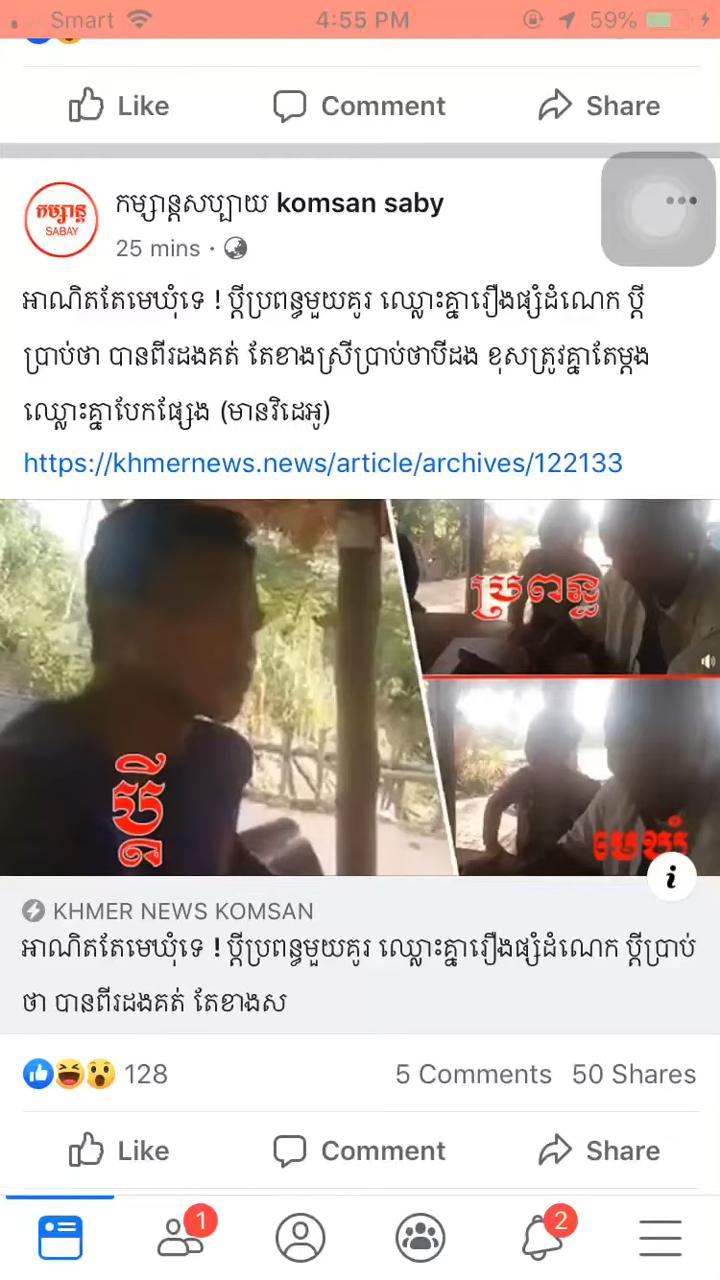 Smart 4:55 PM 59%
Like Comment Share
កម្សាន្ត
SABAY
កម្សាន្តសប្បាយ komsan saby
25 mins ·
អាណិតតែមេឃុំទេ ! ប្តីប្រពន្ធមួយគូរ ឈ្លោះគ្នារឿងផ្សំដំណេក ប្តី
ប្រាប់ថា បានពីរដងគត់ តែខាងស្រីប្រាប់ថាបីដង ខុសត្រូវគ្នាតែម្តង
ឈ្លោះគ្នាបែកផ្សែង (មានវិដេអូ)
https://khmernews.news/article/archives/122133
ប្រពន្ធ
ប្តី
មេឃុំ
KHMER NEWS KOMSAN
អាណិតតែមេឃុំទេ ! ប្តីប្រពន្ធមួយគូរ ឈ្លោះគ្នារឿងផ្សំដំណេក ប្តីប្រាប់
ថា បានពីរដងគត់ តែខាងស
128 5 Comments 50 Shares
Like Comment Share
1 2